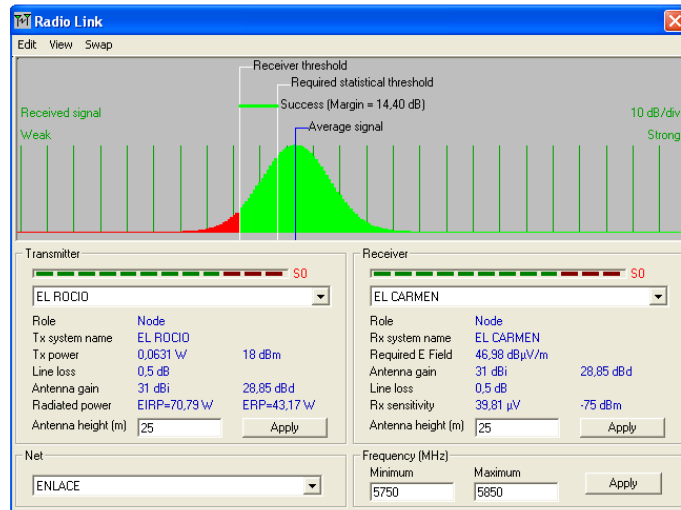 Radio Link
Edit View Swap
Receiver threshold
Required statistical threshold
Received signal
Success (Margin = 14,40 dB)
10 dB/div
Weak
Average signal
Strong
Transmitter
S0
EL ROCIO
Role Node
Tx system name EL ROCIO
Tx power 0,0631 W 18 dBm
Line loss 0,5 dB
Antenna gain 31 dBi 28,85 dBd
Radiated power EIRP=70,79 W ERP=43,17 W
Antenna height (m) 25 Apply
Receiver
S0
EL CARMEN
Role Node
Rx system name EL CARMEN
Required E Field 46,98 dBµV/m
Antenna gain 31 dBi 28,85 dBd
Line loss 0,5 dB
Rx sensitivity 39,81 µV -75 dBm
Antenna height (m) 25 Apply
Net
ENLACE
Frequency (MHz)
Minimum Maximum
5750 5850 Apply